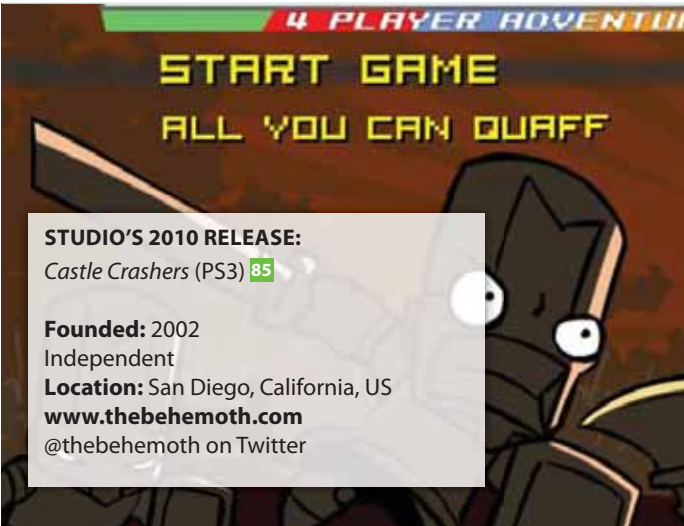 4 PLAYER ADVENTU
START GAME
ALL YOU CAN QUAFF
STUDIO'S 2010 RELEASE:
Castle Crashers (PS3) 85
Founded: 2002
Independent
Location: San Diego, California, US
www.thebehemoth.com
@thebehemoth on Twitter